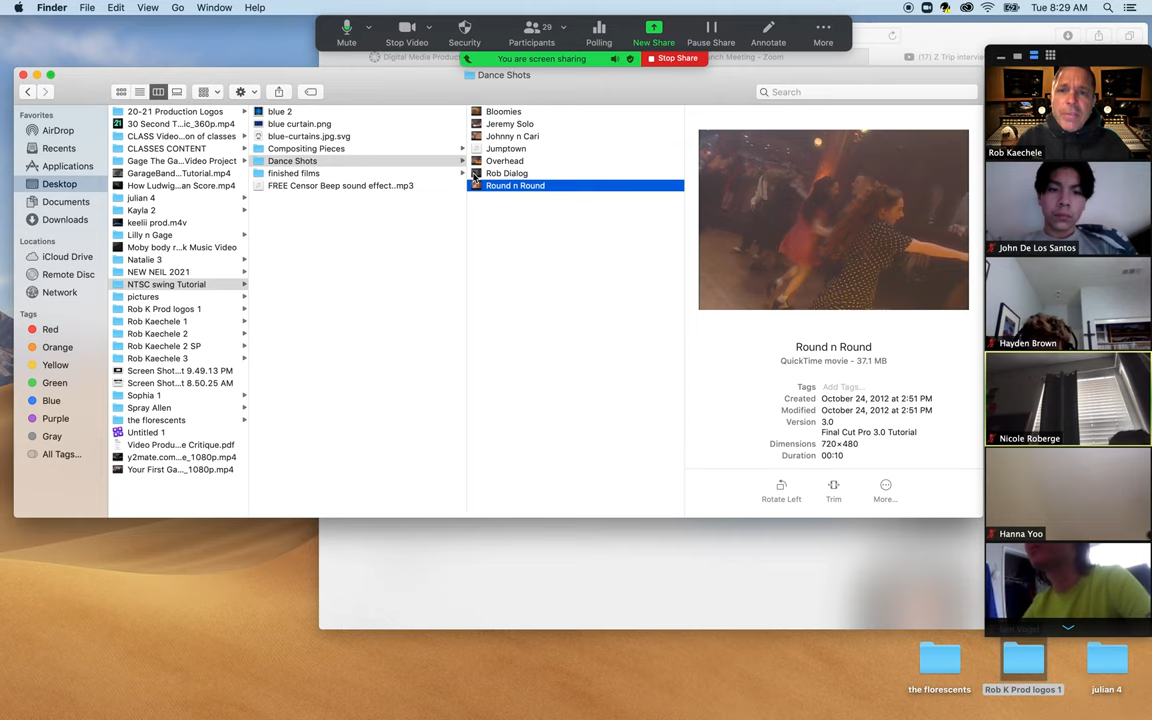 Finder File Edit View Go Window Help
Tue 8:29 AM
Mute Stop Video Security Participants 29 Polling New Share Pause Share Annotate More
You are screen sharing Stop Share
Digital Media Produc
unch Meeting – Zoom
(17) Z Trip interv
Dance Shots
Search
Favorites
AirDrop
Recents
Applications
Desktop
Documents
Downloads
Locations
iCloud Drive
Remote Disc
Network
Tags
Red
Orange
Yellow
Green
Blue
Purple
Gray
All Tags...
20-21 Production Logos
30 Second T...ic_360p.mp4
CLASS Video...on of classes
CLASSES CONTENT
Gage The Ga...Video Project
GarageBand...Tutorial.mp4
How Ludwig...an Score.mp4
julian 4
Kayla 2
keelii prod.m4v
Lilly n Gage
Moby body r...k Music Video
Natalie 3
NEW NEIL 2021
NTSC swing Tutorial
pictures
Rob K Prod logos 1
Rob Kaechele 1
Rob Kaechele 2
Rob Kaechele 2 SP
Rob Kaechele 3
Screen Shot...t 9.49.13 PM
Screen Shot...t 8.50.25 AM
Sophia 1
Spray Allen
the florescents
Untitled 1
Video Produ...e Critique.pdf
y2mate.com...e_1080p.mp4
Your First Ga..._1080p.mp4
blue 2
blue curtain.png
blue-curtains.jpg.svg
Compositing Pieces
Dance Shots
finished films
FREE Censor Beep sound effect..mp3
Bloomies
Jeremy Solo
Johnny n Cari
Jumptown
Overhead
Rob Dialog
Round n Round
Round n Round
QuickTime movie - 37.1 MB
Tags Add Tags...
Created October 24, 2012 at 2:51 PM
Modified October 24, 2012 at 2:51 PM
Version 3.0
Final Cut Pro 3.0 Tutorial
Dimensions 720×480
Duration 00:10
Rotate Left Trim More...
Rob Kaechele
John De Los Santos
Hayden Brown
Nicole Roberge
Hanna Yoo
the florescents
Rob K Prod logos 1
julian 4